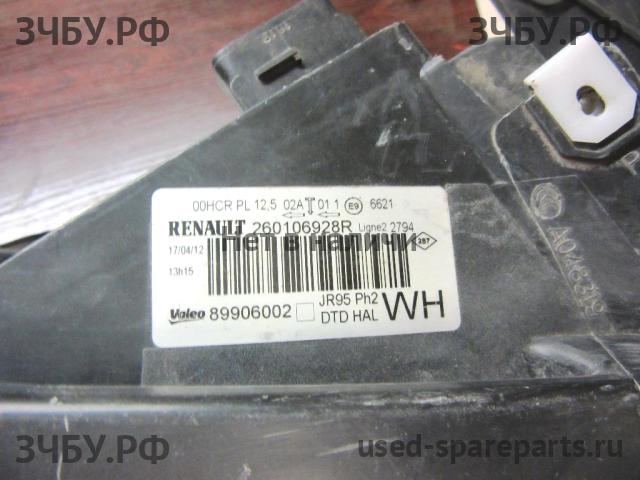 ЗЧБУ.РФ
ЗЧБУ.РФ
00HCR PL 12,5 02A T 01 1 E9 6621
RENAULT 260106928R Ligne2 2794
17/04/12
Нет в наличии
287
13h15
Valeo 89906002 JR95 Ph2
DTD HAL WH
ЗЧБУ.РФ
used-spareparts.ru